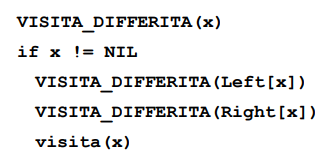 VISITA_DIFFERITA(x)
if x != NIL
VISITA_DIFFERITA(Left[x])
VISITA_DIFFERITA(Right[x])
visita(x)